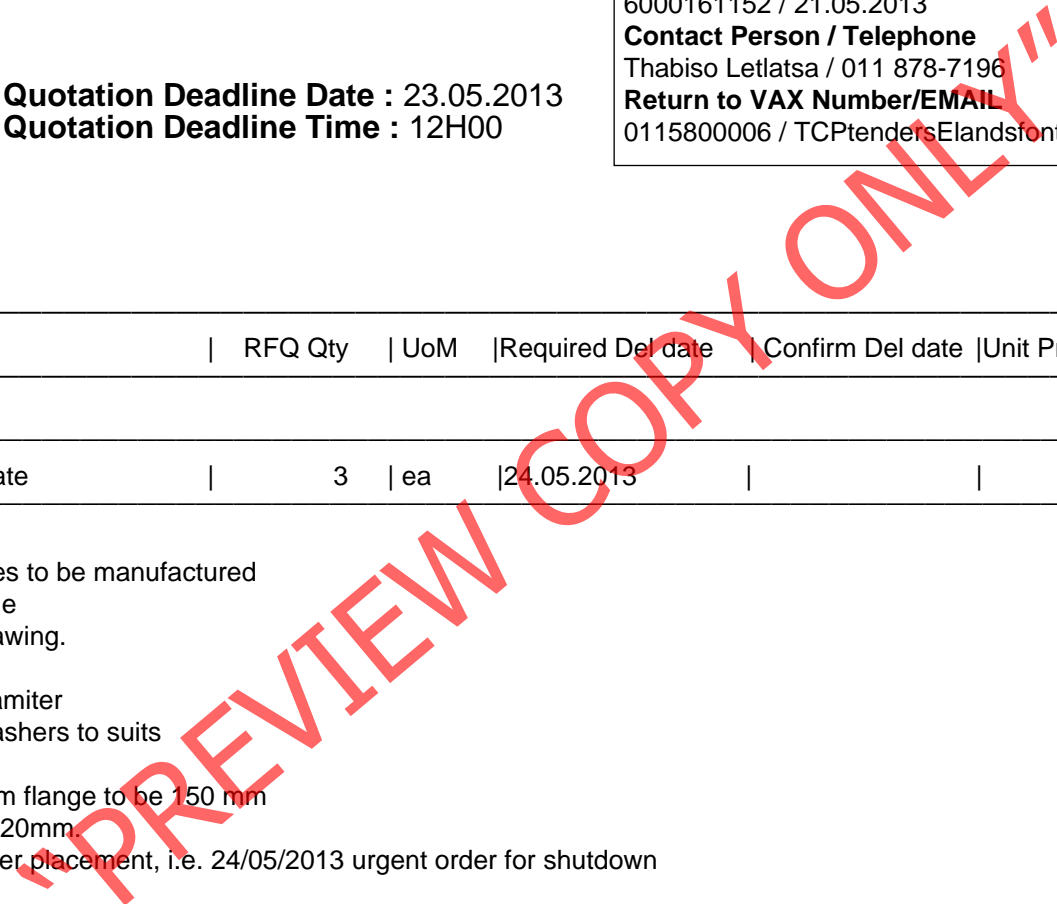 6000161152 / 21.05.2013
Contact Person / Telephone
Thabiso Letlatsa / 011 878-7196
Return to VAX Number/EMAIL
0115800006 / TCPtendersElandsfont
Quotation Deadline Date : 23.05.2013
Quotation Deadline Time : 12H00
| RFQ Qty | UoM |Required Del date | Confirm Del date |Unit Pr
ate | 3 | ea |24.05.2013 | |
es to be manufactured
e
awing.
amiter
ashers to suits
m flange to be 150 mm
20mm.
er placement, i.e. 24/05/2013 urgent order for shutdown
"PREVIEW COPY ONLY"